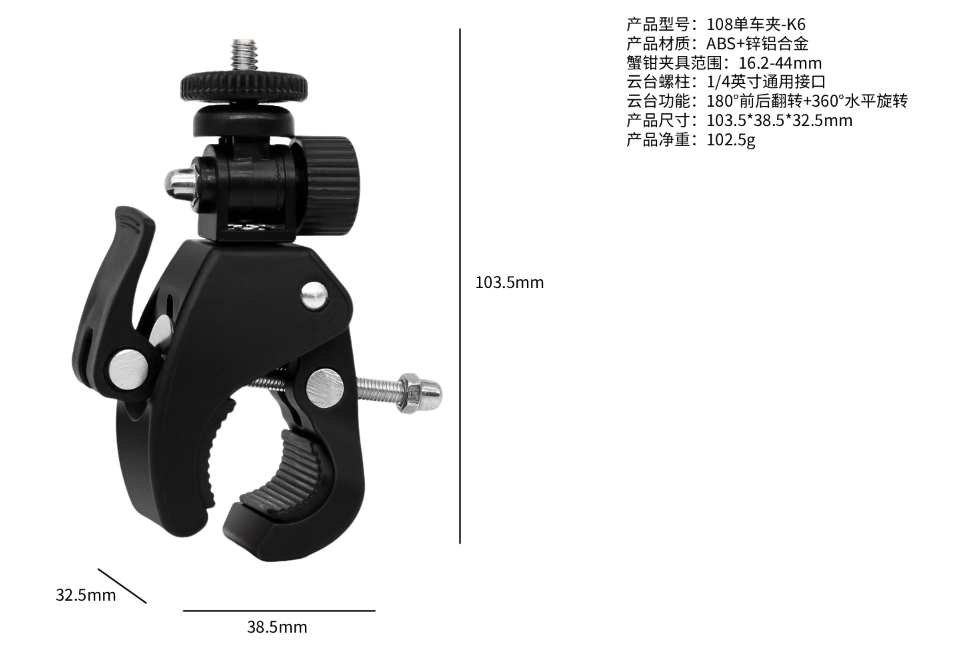 产品型号：108单车夹-K6
产品材质：ABS+锌铝合金
蟹钳夹具范围：16.2-44mm
云台螺柱：1/4英寸通用接口
云台功能：180°前后翻转+360°水平旋转
产品尺寸：103.5*38.5*32.5mm
产品净重：102.5g
103.5mm
32.5mm
38.5mm